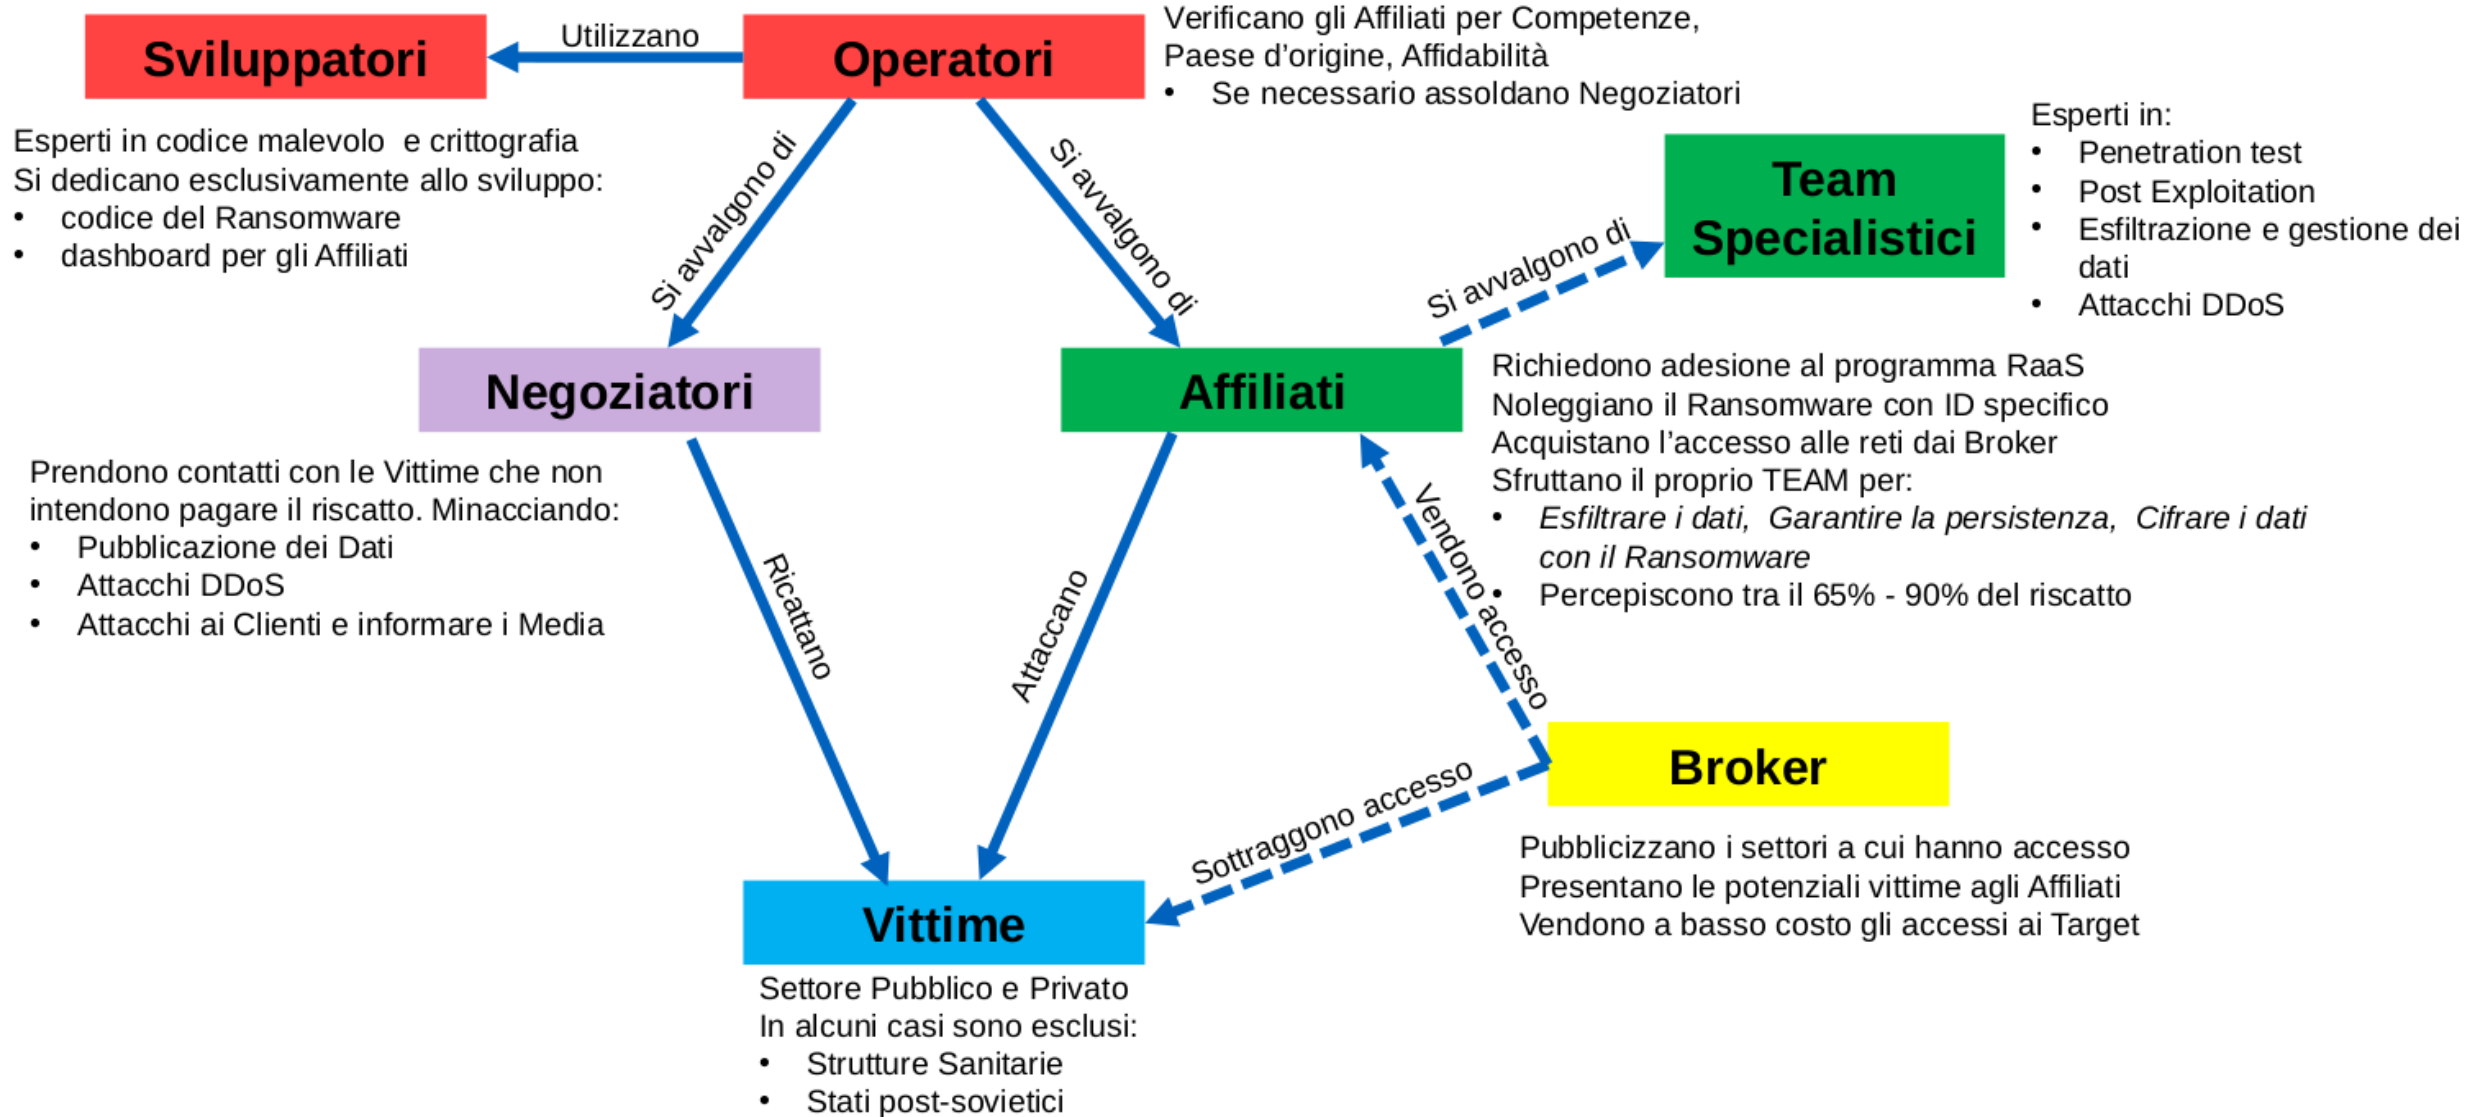 Sviluppatori
Utilizzano
Operatori
Verificano gli Affiliati per Competenze,
Paese d'origine, Affidabilità
• Se necessario assoldano Negoziatori
Esperti in codice malevolo  e crittografia
Si dedicano esclusivamente allo sviluppo:
• codice del Ransomware
• dashboard per gli Affiliati
Si avvalgono di
Si avvalgono di
Si avvalgono di
Team
Specialistici
Esperti in:
• Penetration test
• Post Exploitation
• Esfiltrazione e gestione dei
dati
• Attacchi DDoS
Negoziatori
Affiliati
Richiedono adesione al programma RaaS
Noleggiano il Ransomware con ID specifico
Acquistano l'accesso alle reti dai Broker
Sfruttano il proprio TEAM per:
• Esfiltrare i dati,  Garantire la persistenza,  Cifrare i dati
con il Ransomware
• Percepiscono tra il 65% - 90% del riscatto
Prendono contatti con le Vittime che non
intendono pagare il riscatto. Minacciando:
• Pubblicazione dei Dati
• Attacchi DDoS
• Attacchi ai Clienti e informare i Media
Ricattano
Attaccano
Vendono accesso
Sottraggono accesso
Broker
Pubblicizzano i settori a cui hanno accesso
Presentano le potenziali vittime agli Affiliati
Vendono a basso costo gli accessi ai Target
Vittime
Settore Pubblico e Privato
In alcuni casi sono esclusi:
• Strutture Sanitarie
• Stati post-sovietici